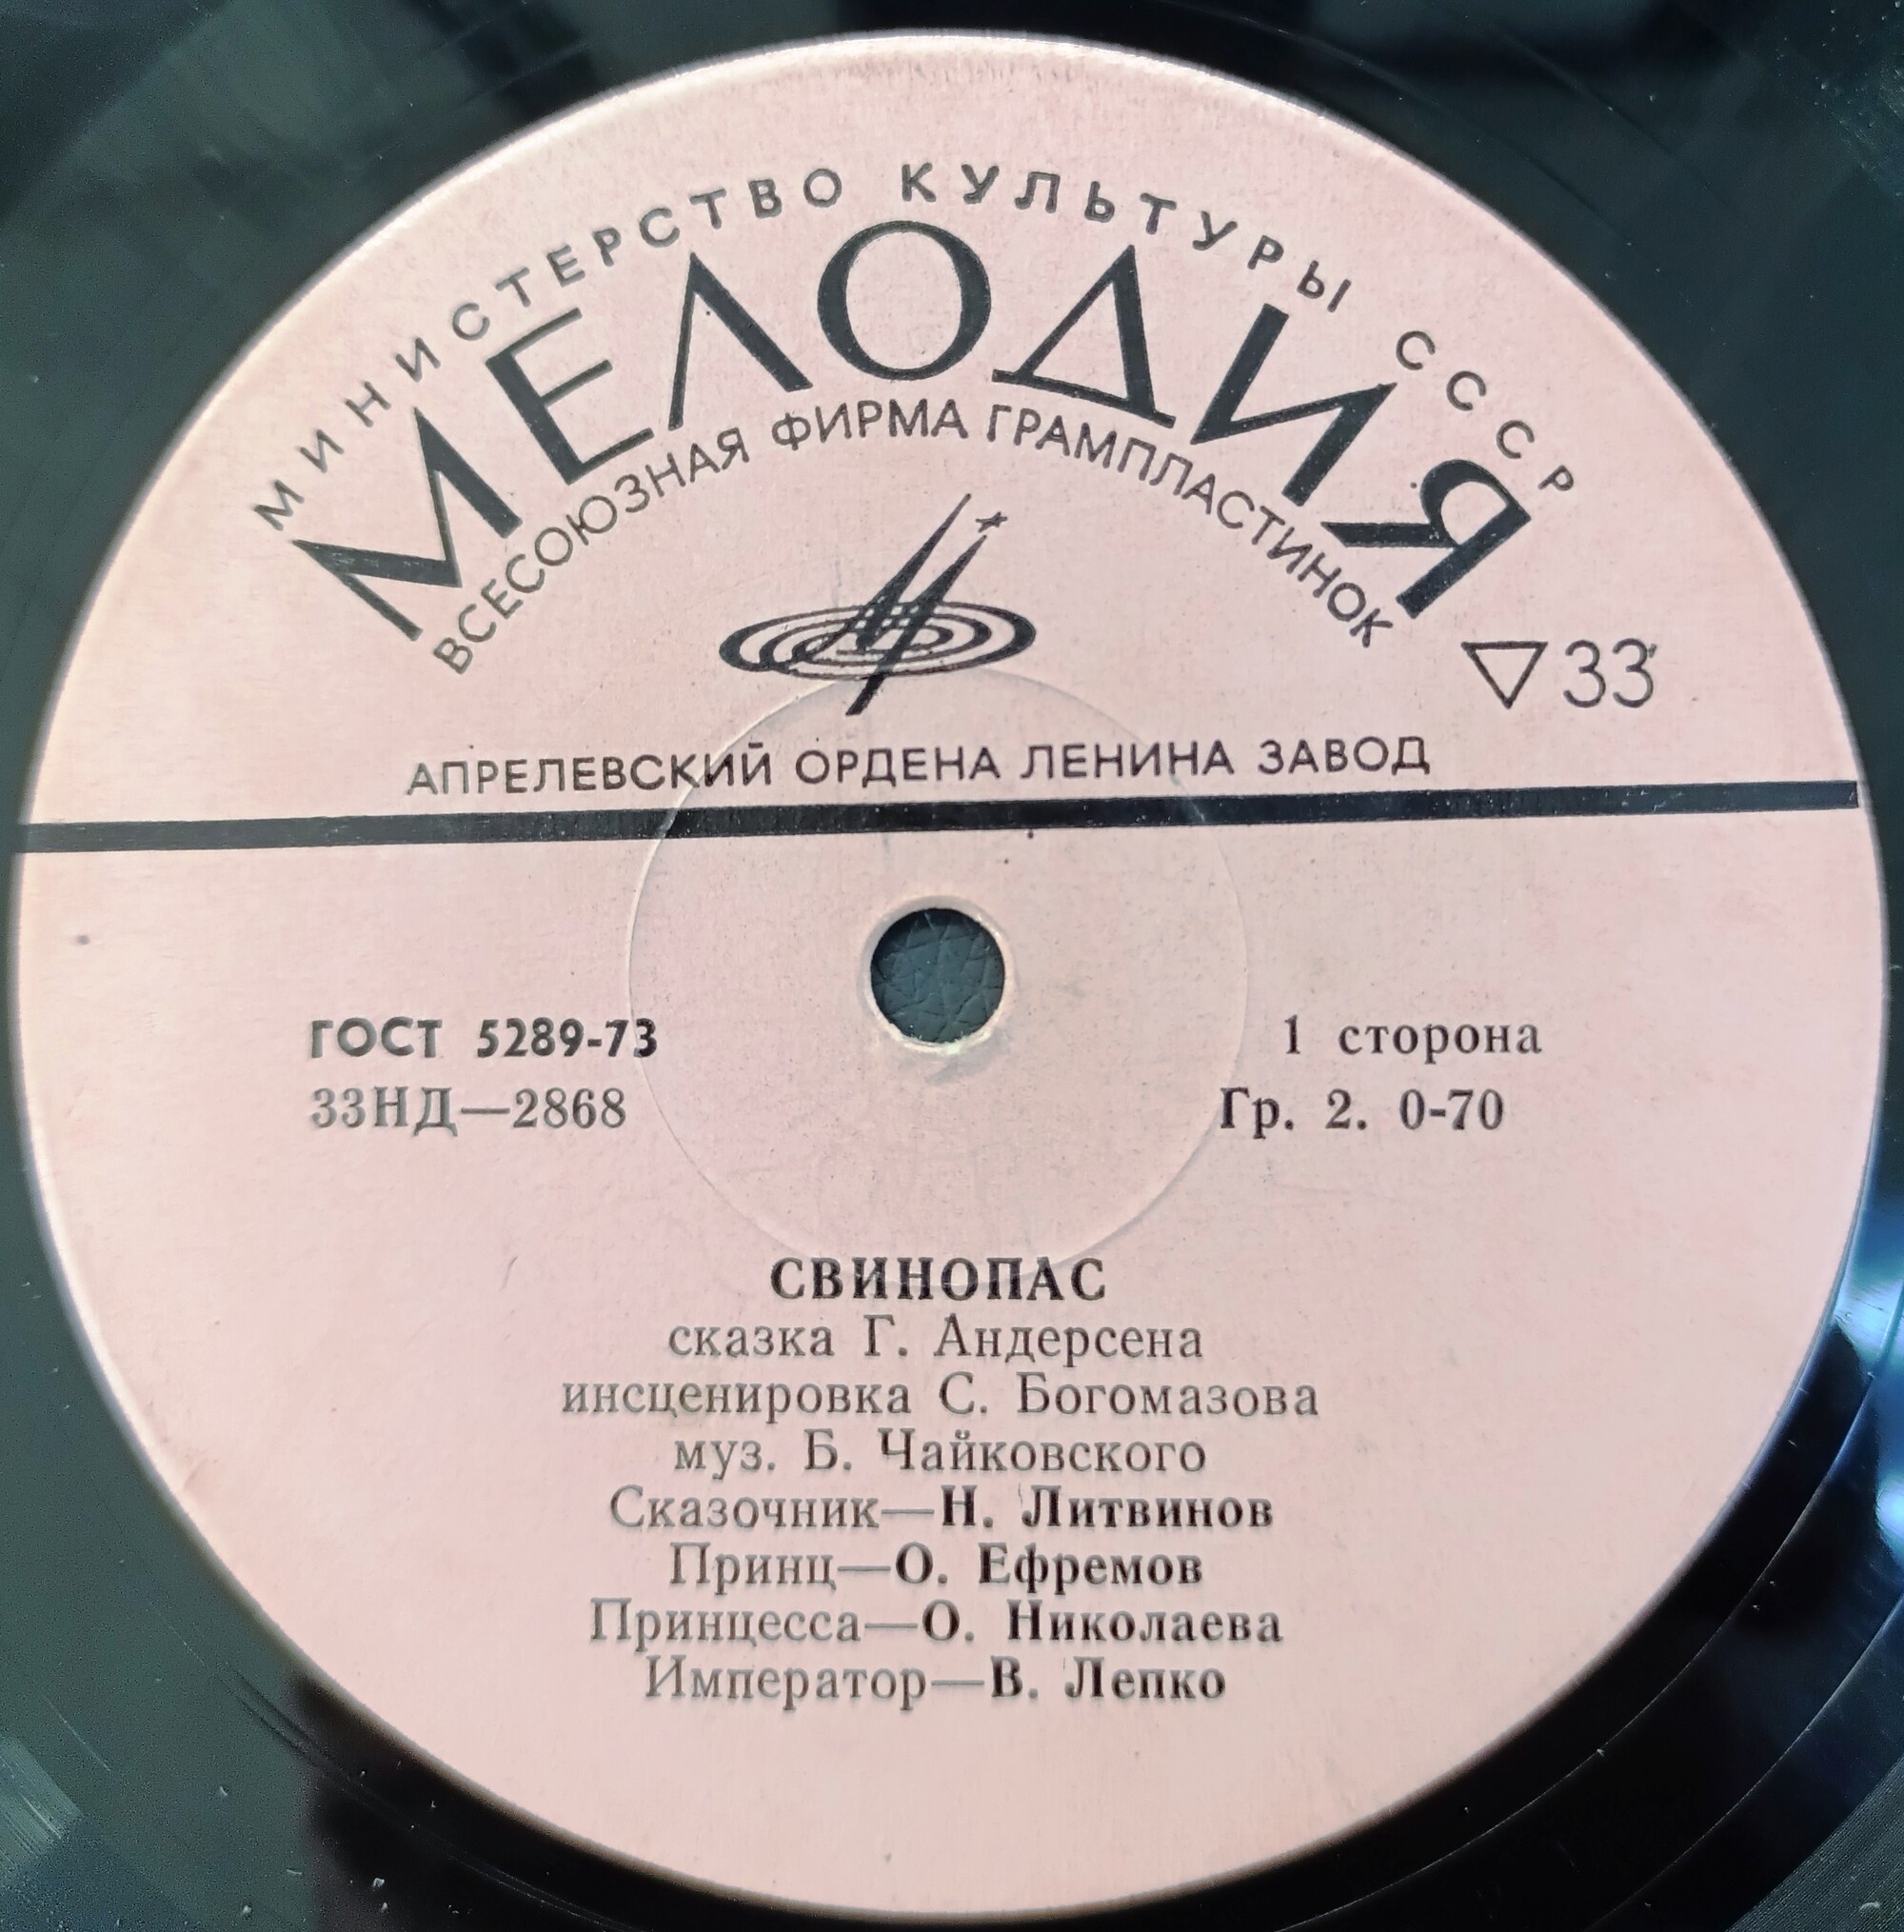 МИНИСТЕРСТВО КУЛЬТУРЫ СССР
МЕЛОДИЯ
ВСЕСОЮЗНАЯ ФИРМА ГРАМПЛАСТИНОК
33
АПРЕЛЕВСКИЙ ОРДЕНА ЛЕНИНА ЗАВОД
ГОСТ 5289-73
1 сторона
33НД—2868
Гр. 2. 0-70
СВИНОПАС
сказка Г. Андерсена
инсценировка С. Богомазова
муз. Б. Чайковского
Сказочник—Н. Литвинов
Принц—О. Ефремов
Принцесса—О. Николаева
Император—В. Лепко